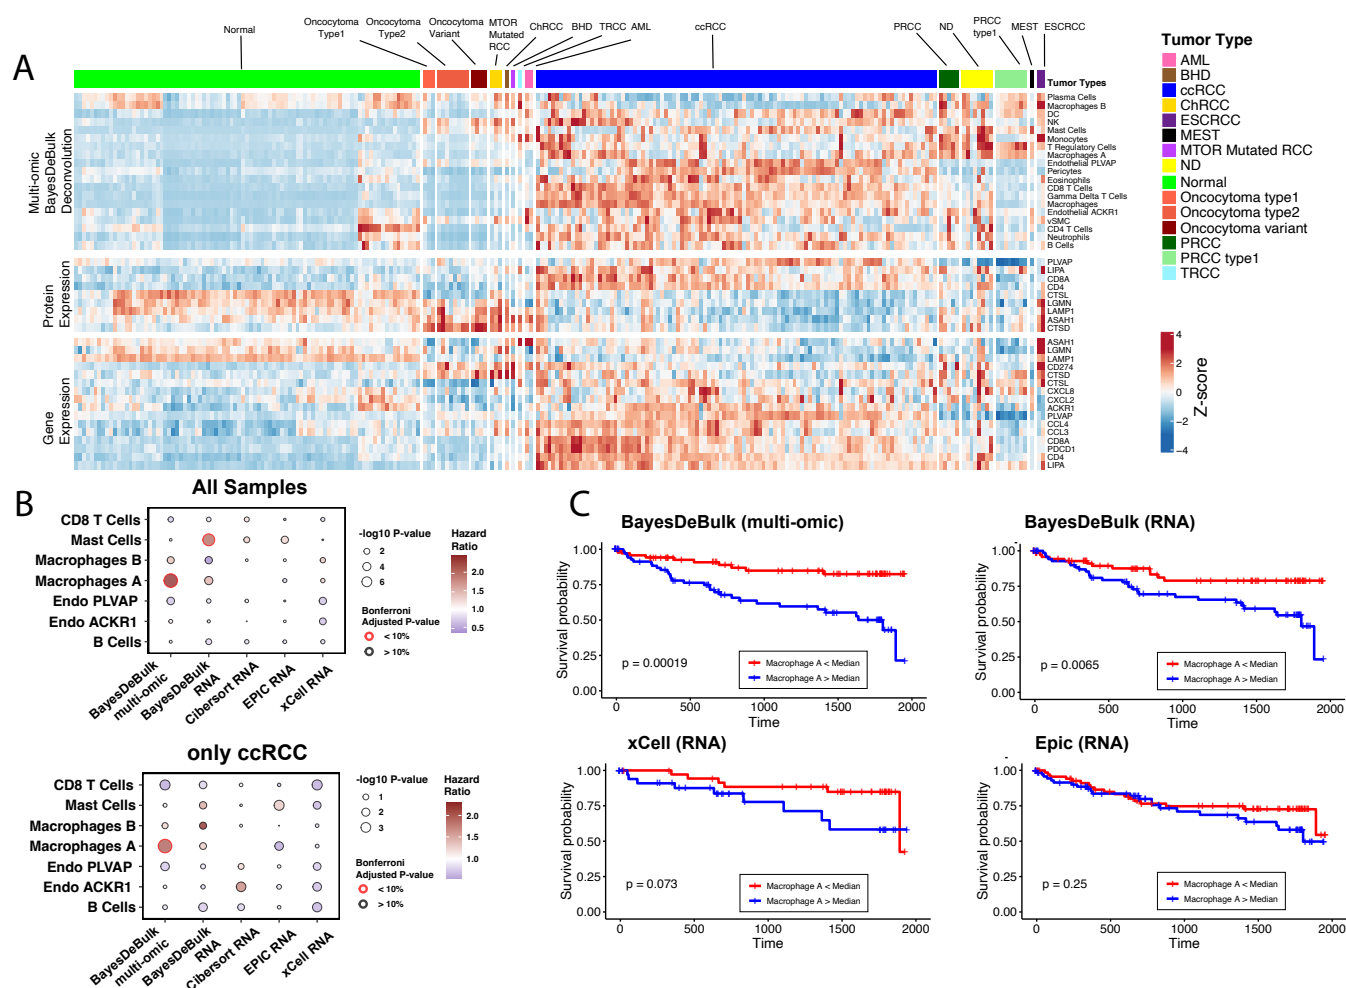 A
Normal
Oncocytoma
Type1
Oncocytoma
Type2
Oncocytoma
Variant
MTOR
Mutated
RCC
ChRCC
BHD
TRCC
AML
ccRCC
PRCC
ND
PRCC
type1
MEST
ESCRCC
Tumor Types
Multi-omic
BayesDeBulk
Deconvolution
Plasma Cells
Macrophages B
DC
NK
Mast Cells
Monocytes
T Regulatory Cells
Macrophages A
Endothelial PLVAP
Pericytes
Eosinophils
CD8 T Cells
Gamma Delta T Cells
Macrophages
Endothelial ACKR1
vSMC
CD4 T Cells
Neutrophils
B Cells
Protein
Expression
PLVAP
LIPA
CD8A
CD4
CTSL
LGMN
LAMP1
ASAH1
CTSD
Gene
Expression
ASAH1
LGMN
LAMP1
CD274
CTSD
CTSL
CXCL8
CXCL2
ACKR1
PLVAP
CCL4
CCL3
CD8A
PDCD1
CD4
LIPA
Tumor Type
AML
BHD
ccRCC
ChRCC
ESCRCC
MEST
MTOR Mutated RCC
ND
Normal
Oncocytoma type1
Oncocytoma type2
Oncocytoma variant
PRCC
PRCC type1
TRCC
4
2
0
−2
−4
Z-score
B
All Samples
CD8 T Cells
Mast Cells
Macrophages B
Macrophages A
Endo PLVAP
Endo ACKR1
B Cells
BayesDeBulk
multi-omic
BayesDeBulk
RNA
Cibersort RNA
EPIC RNA
xCell RNA
-log10 P-value
2
4
6
Bonferroni
Adjusted P-value
< 10%
> 10%
Hazard
Ratio
2.0
1.5
1.0
0.5
only ccRCC
CD8 T Cells
Mast Cells
Macrophages B
Macrophages A
Endo PLVAP
Endo ACKR1
B Cells
BayesDeBulk
multi-omic
BayesDeBulk
RNA
Cibersort RNA
EPIC RNA
xCell RNA
-log10 P-value
1
2
3
Bonferroni
Adjusted P-value
< 10%
> 10%
Hazard
Ratio
2.0
1.5
1.0
C
BayesDeBulk (multi-omic)
Survival probability
1.00
0.75
0.50
0.25
0.00
p = 0.00019
Macrophage A < Median
Macrophage A > Median
0
500
1000
1500
2000
Time
BayesDeBulk (RNA)
Survival probability
1.00
0.75
0.50
0.25
0.00
p = 0.0065
Macrophage A < Median
Macrophage A > Median
0
500
1000
1500
2000
Time
xCell (RNA)
Survival probability
1.00
0.75
0.50
0.25
0.00
p = 0.073
Macrophage A < Median
Macrophage A > Median
0
500
1000
1500
2000
Time
Epic (RNA)
Survival probability
1.00
0.75
0.50
0.25
0.00
p = 0.25
Macrophage A < Median
Macrophage A > Median
0
500
1000
1500
2000
Time